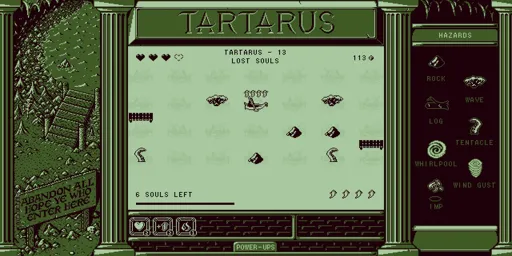 TARTARUS
HAZARDS
TARTARUS - 13
LOST SOULS
113
ROCK
WAVE
LOG
TENTACLE
WHIRLPOOL
WIND GUST
IMP
6 SOULS LEFT
ABANDON ALL
HOPE YE WHO
ENTER HERE
POWER-UPS